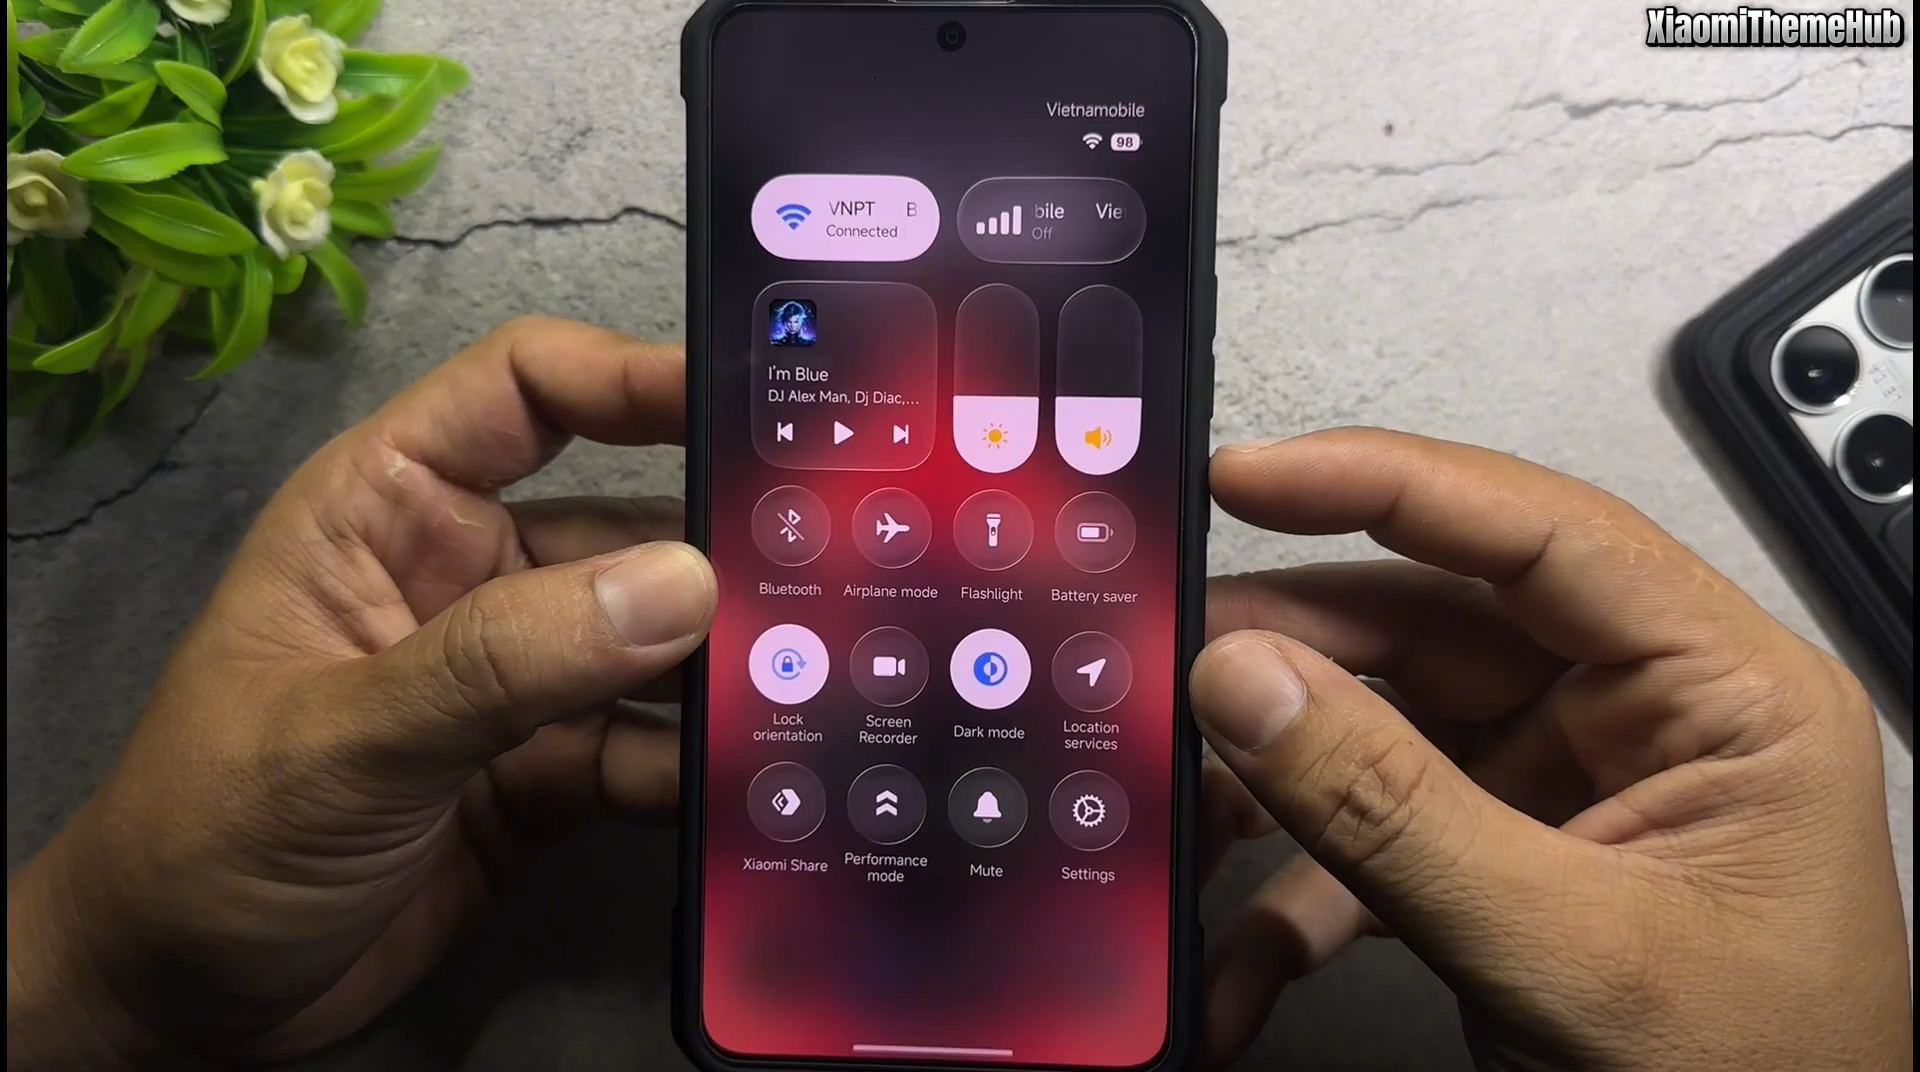 XiaomiThemeHub
Vietnamobile
98
VNPT B
Connected
bile Vie
Off
I'm Blue
DJ Alex Man, Dj Diac,...
Bluetooth
Airplane mode
Flashlight
Battery saver
Lock
orientation
Screen
Recorder
Dark mode
Location
services
Xiaomi Share
Performance
mode
Mute
Settings